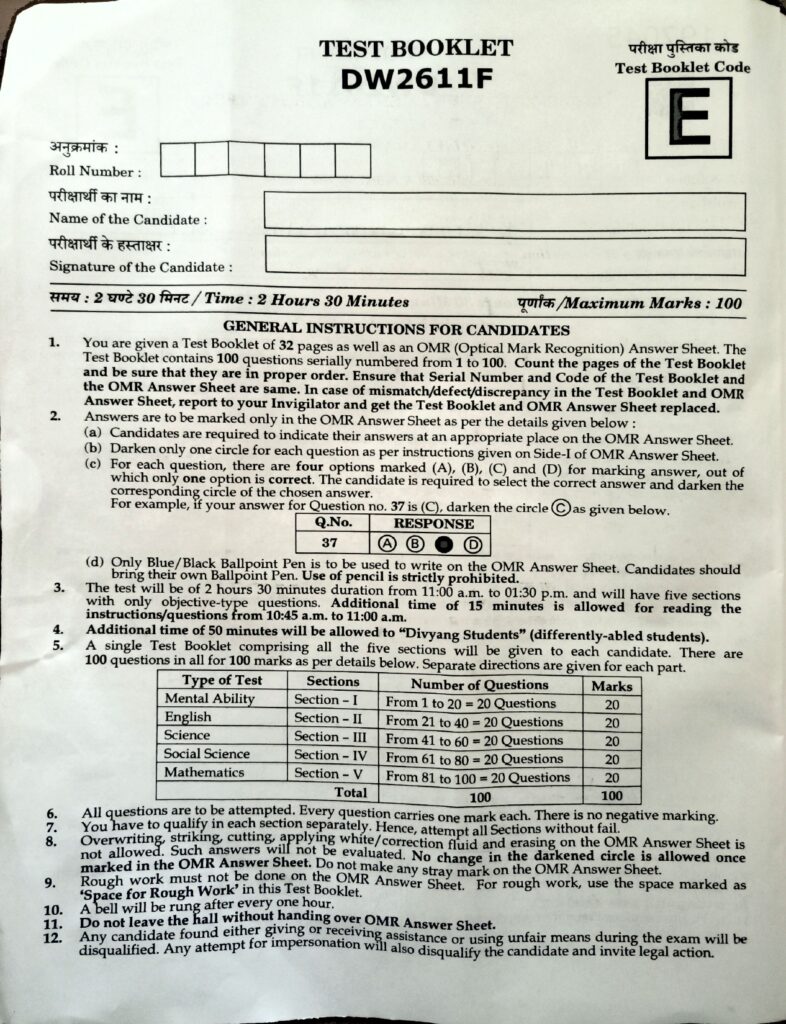 TEST BOOKLET
DW2611F
परीक्षा पुस्तिका कोड
Test Booklet Code
E
अनुक्रमांक :
Roll Number :
परीक्षार्थी का नाम :
Name of the Candidate :
परीक्षार्थी के हस्ताक्षर :
Signature of the Candidate :
समय : 2 घण्टे 30 मिनट / Time : 2 Hours 30 Minutes पूर्णांक /Maximum Marks : 100
GENERAL INSTRUCTIONS FOR CANDIDATES
1. You are given a Test Booklet of 32 pages as well as an OMR (Optical Mark Recognition) Answer Sheet. The
Test Booklet contains 100 questions serially numbered from 1 to 100. Count the pages of the Test Booklet
and be sure that they are in proper order. Ensure that Serial Number and Code of the Test Booklet and
the OMR Answer Sheet are same. In case of mismatch/defect/discrepancy in the Test Booklet and OMR
Answer Sheet, report to your Invigilator and get the Test Booklet and OMR Answer Sheet replaced.
2. Answers are to be marked only in the OMR Answer Sheet as per the details given below :
(a) Candidates are required to indicate their answers at an appropriate place on the OMR Answer Sheet.
(b) Darken only one circle for each question as per instructions given on Side-I of OMR Answer Sheet.
(c) For each question, there are four options marked (A), (B), (C) and (D) for marking answer, out of
which only one option is correct. The candidate is required to select the correct answer and darken the
corresponding circle of the chosen answer.
For example, if your answer for Question no. 37 is (C), darken the circle Ⓒ as given below.
Q.No. RESPONSE
37 Ⓐ Ⓑ ● Ⓓ
(d) Only Blue/Black Ballpoint Pen is to be used to write on the OMR Answer Sheet. Candidates should
bring their own Ballpoint Pen. Use of pencil is strictly prohibited.
3. The test will be of 2 hours 30 minutes duration from 11:00 a.m. to 01:30 p.m. and will have five sections
with only objective-type questions. Additional time of 15 minutes is allowed for reading the
instructions/questions from 10:45 a.m. to 11:00 a.m.
4. Additional time of 50 minutes will be allowed to “Divyang Students” (differently-abled students).
5. A single Test Booklet comprising all the five sections will be given to each candidate. There are
100 questions in all for 100 marks as per details below. Separate directions are given for each part.
Type of Test Sections Number of Questions Marks
Mental Ability Section – I From 1 to 20 = 20 Questions 20
English Section – II From 21 to 40 = 20 Questions 20
Science Section – III From 41 to 60 = 20 Questions 20
Social Science Section – IV From 61 to 80 = 20 Questions 20
Mathematics Section – V From 81 to 100 = 20 Questions 20
Total 100 100
6. All questions are to be attempted. Every question carries one mark each. There is no negative marking.
7. You have to qualify in each section separately. Hence, attempt all Sections without fail.
8. Overwriting, striking, cutting, applying white/correction fluid and erasing on the OMR Answer Sheet is
not allowed. Such answers will not be evaluated. No change in the darkened circle is allowed once
marked in the OMR Answer Sheet. Do not make any stray mark on the OMR Answer Sheet.
9. Rough work must not be done on the OMR Answer Sheet. For rough work, use the space marked as
‘Space for Rough Work’ in this Test Booklet.
10. A bell will be rung after every one hour.
11. Do not leave the hall without handing over OMR Answer Sheet.
12. Any candidate found either giving or receiving assistance or using unfair means during the exam will be
disqualified. Any attempt for impersonation will also disqualify the candidate and invite legal action.